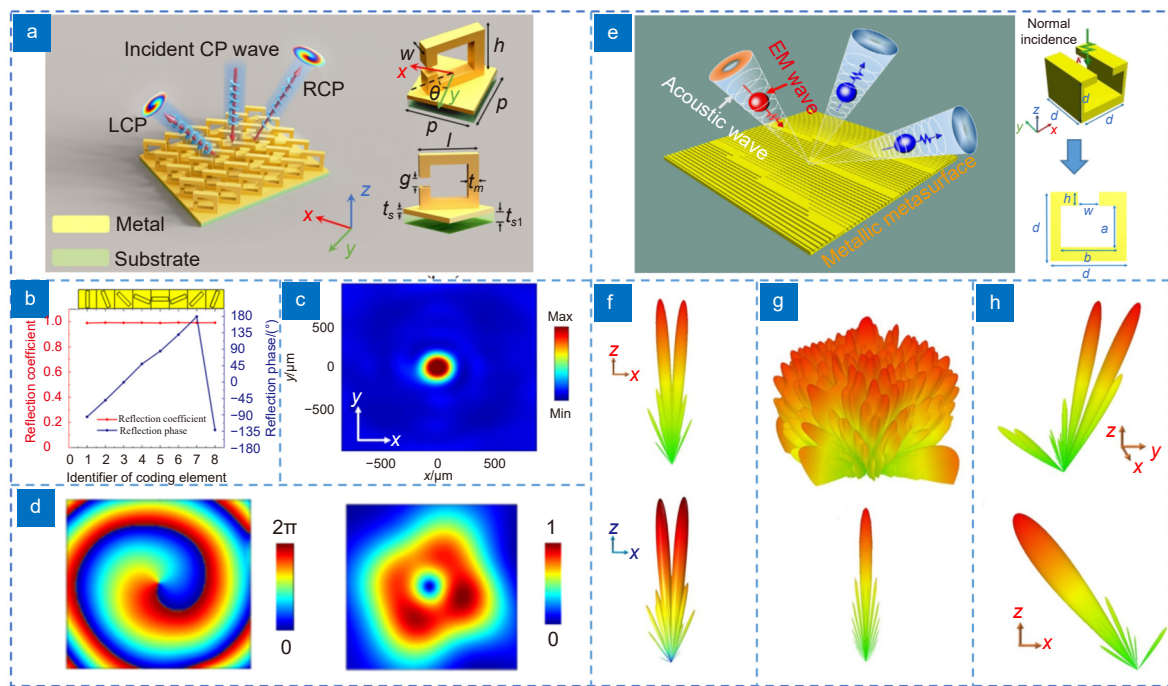 a
Incident CP wave
RCP
LCP
Metal
Substrate
x
z
y
w
h
x
θ
y
p
p
l
g
t_m
t_s
t_s1
e
Normal
incidence
EM wave
Acoustic wave
Metallic metasurface
d
d
d
z
y
x
h
w
d
a
b
d
b
Reflection coefficient
1.0
0.8
0.6
0.4
0.2
0
180
135
90
45
0
−45
−90
−135
−180
Reflection phase/(°)
Reflection coefficient
Reflection phase
0 1 2 3 4 5 6 7 8
Identifier of coding element
c
y/μm
500
0
−500
y
x
−500
0
500
x/μm
Max
Min
d
2π
0
1
0
f
z
x
z
x
g
h
z
y
x
z
x